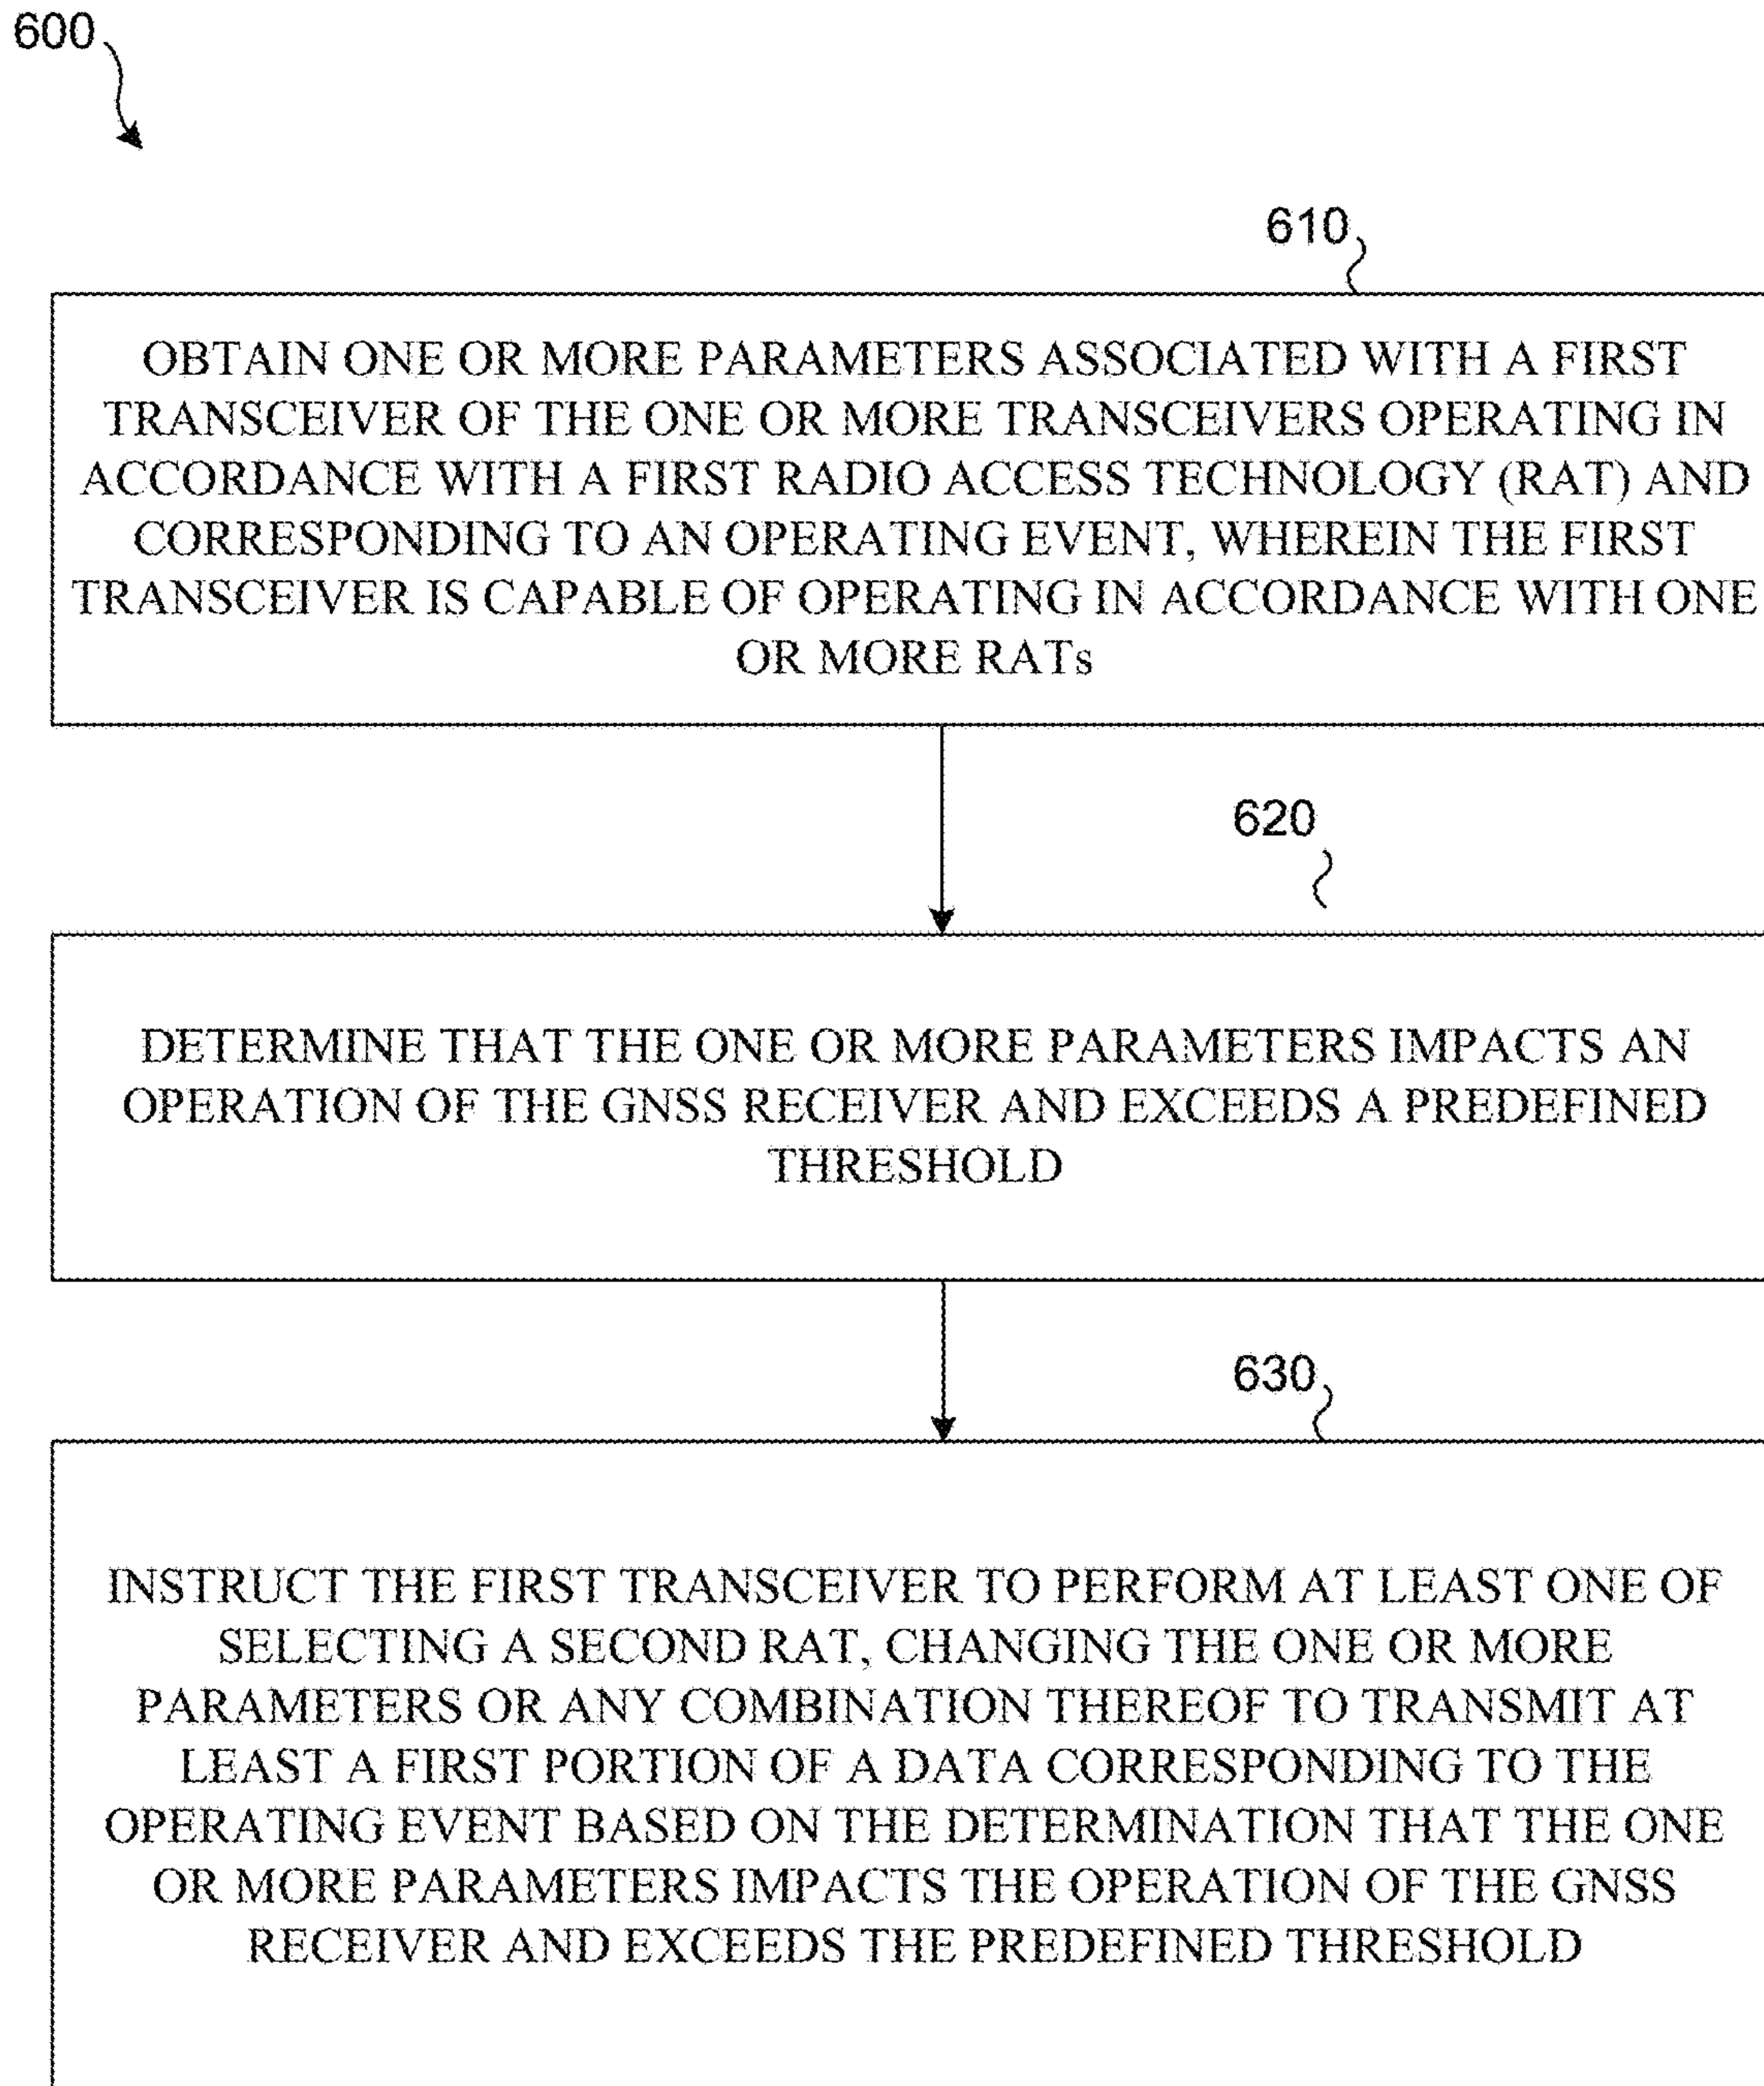 600
610
OBTAIN ONE OR MORE PARAMETERS ASSOCIATED WITH A FIRST
TRANSCEIVER OF THE ONE OR MORE TRANSCEIVERS OPERATING IN
ACCORDANCE WITH A FIRST RADIO ACCESS TECHNOLOGY (RAT) AND
CORRESPONDING TO AN OPERATING EVENT, WHEREIN THE FIRST
TRANSCEIVER IS CAPABLE OF OPERATING IN ACCORDANCE WITH ONE
OR MORE RATs
620
DETERMINE THAT THE ONE OR MORE PARAMETERS IMPACTS AN
OPERATION OF THE GNSS RECEIVER AND EXCEEDS A PREDEFINED
THRESHOLD
630
INSTRUCT THE FIRST TRANSCEIVER TO PERFORM AT LEAST ONE OF
SELECTING A SECOND RAT, CHANGING THE ONE OR MORE
PARAMETERS OR ANY COMBINATION THEREOF TO TRANSMIT AT
LEAST A FIRST PORTION OF A DATA CORRESPONDING TO THE
OPERATING EVENT BASED ON THE DETERMINATION THAT THE ONE
OR MORE PARAMETERS IMPACTS THE OPERATION OF THE GNSS
RECEIVER AND EXCEEDS THE PREDEFINED THRESHOLD